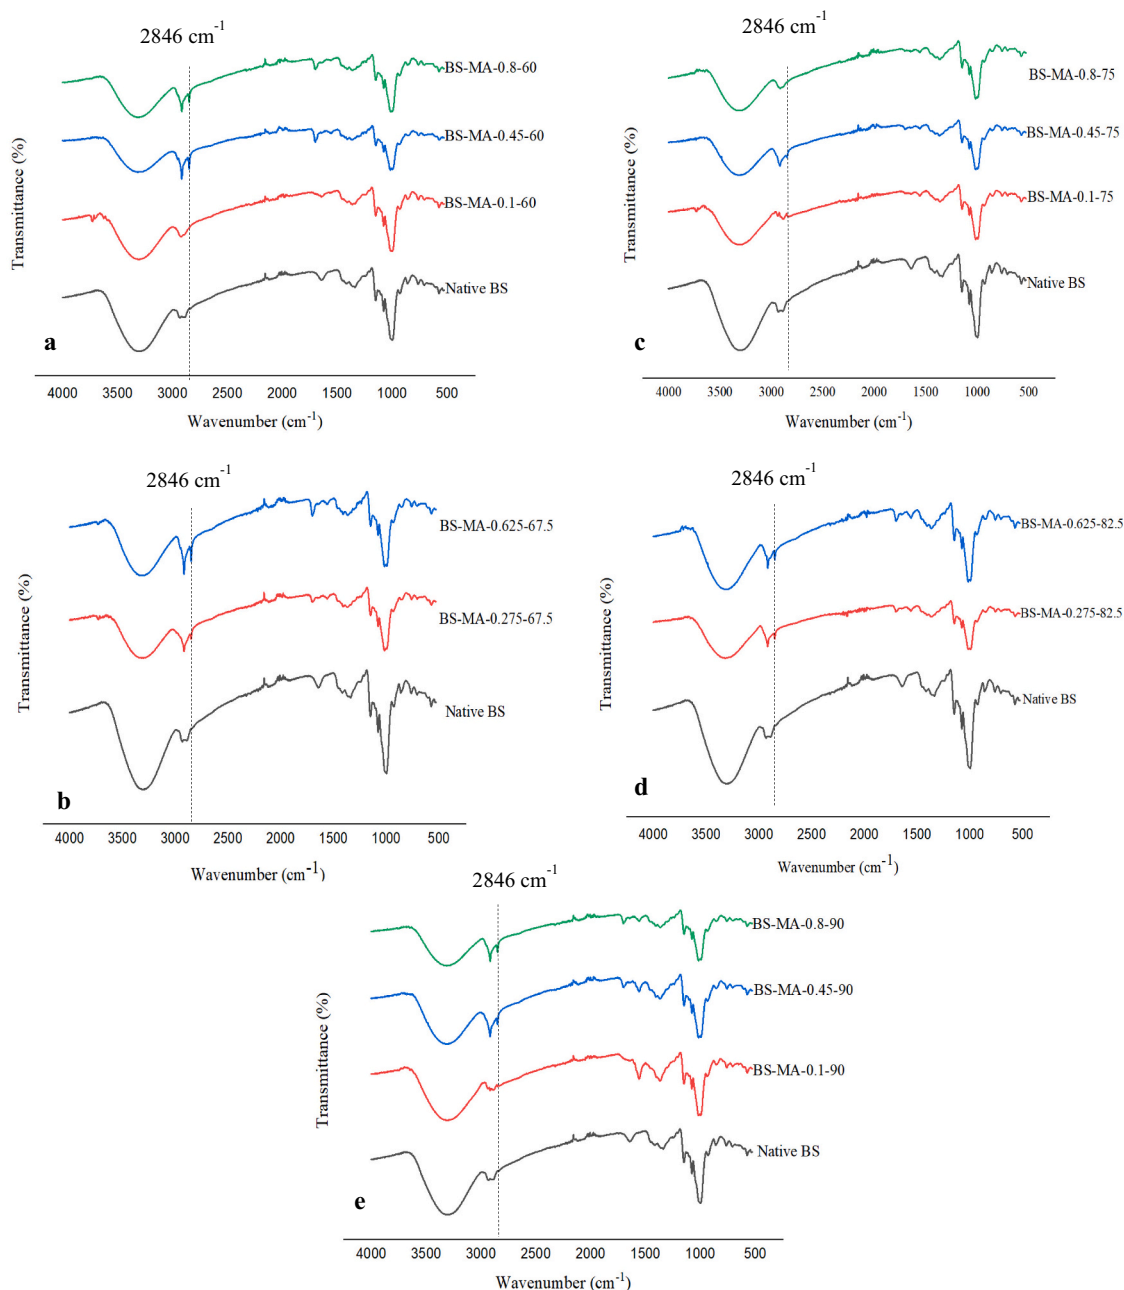 2846 cm-1
BS-MA-0.8-60
BS-MA-0.45-60
BS-MA-0.1-60
Native BS
Transmittance (%)
a
4000 3500 3000 2500 2000 1500 1000 500
Wavenumber (cm-1)
2846 cm-1
BS-MA-0.8-75
BS-MA-0.45-75
BS-MA-0.1-75
Native BS
Transmittance (%)
c
4000 3500 3000 2500 2000 1500 1000 500
Wavenumber (cm-1)
2846 cm-1
BS-MA-0.625-67.5
BS-MA-0.275-67.5
Native BS
Transmittance (%)
b
4000 3500 3000 2500 2000 1500 1000 500
Wavenumber (cm-1)
2846 cm-1
BS-MA-0.625-82.5
BS-MA-0.275-82.5
Native BS
Transmittance (%)
d
4000 3500 3000 2500 2000 1500 1000 500
Wavenumber (cm-1)
2846 cm-1
BS-MA-0.8-90
BS-MA-0.45-90
BS-MA-0.1-90
Native BS
Transmittance (%)
e
4000 3500 3000 2500 2000 1500 1000 500
Wavenumber (cm-1)